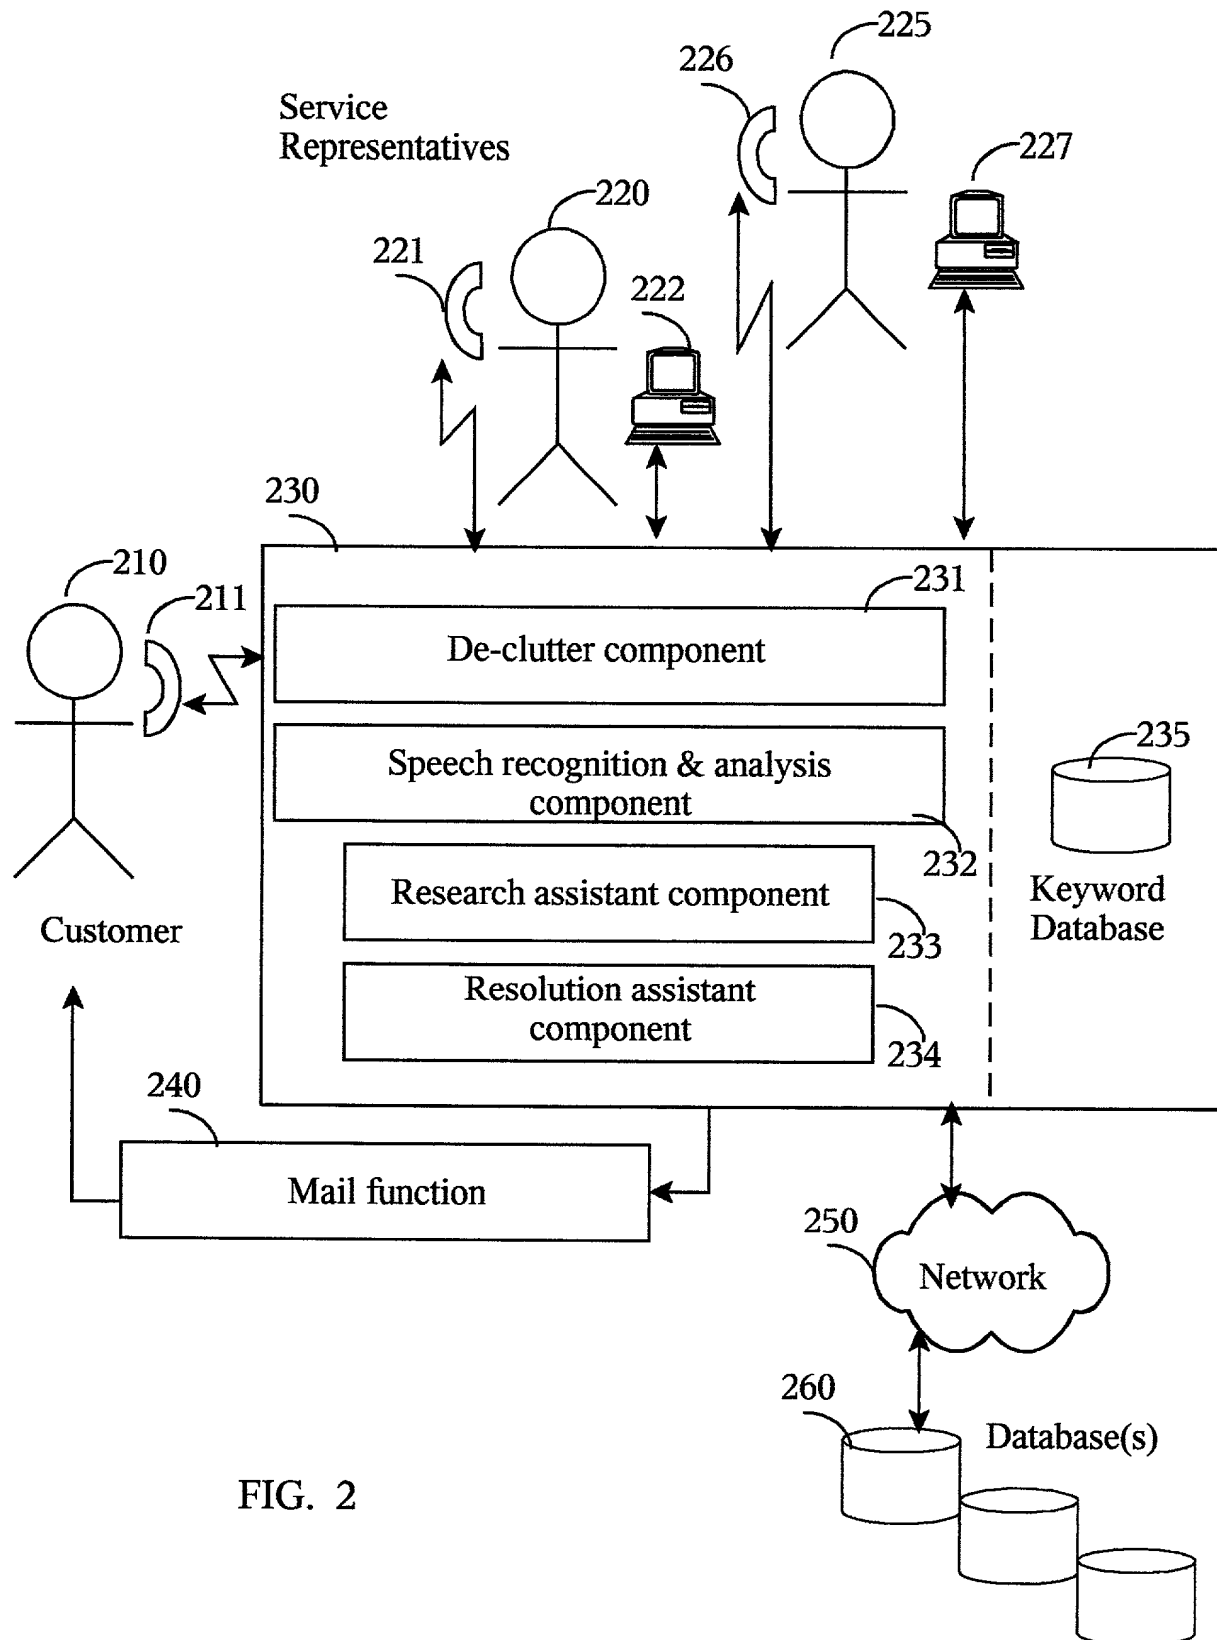 225
226
Service
Representatives
227
220
221
222
230
210
211
231
De-clutter component
235
Speech recognition & analysis
component
232
Keyword
Database
Research assistant component
233
Customer
Resolution assistant
component
234
240
Mail function
250
Network
260
Database(s)
FIG. 2